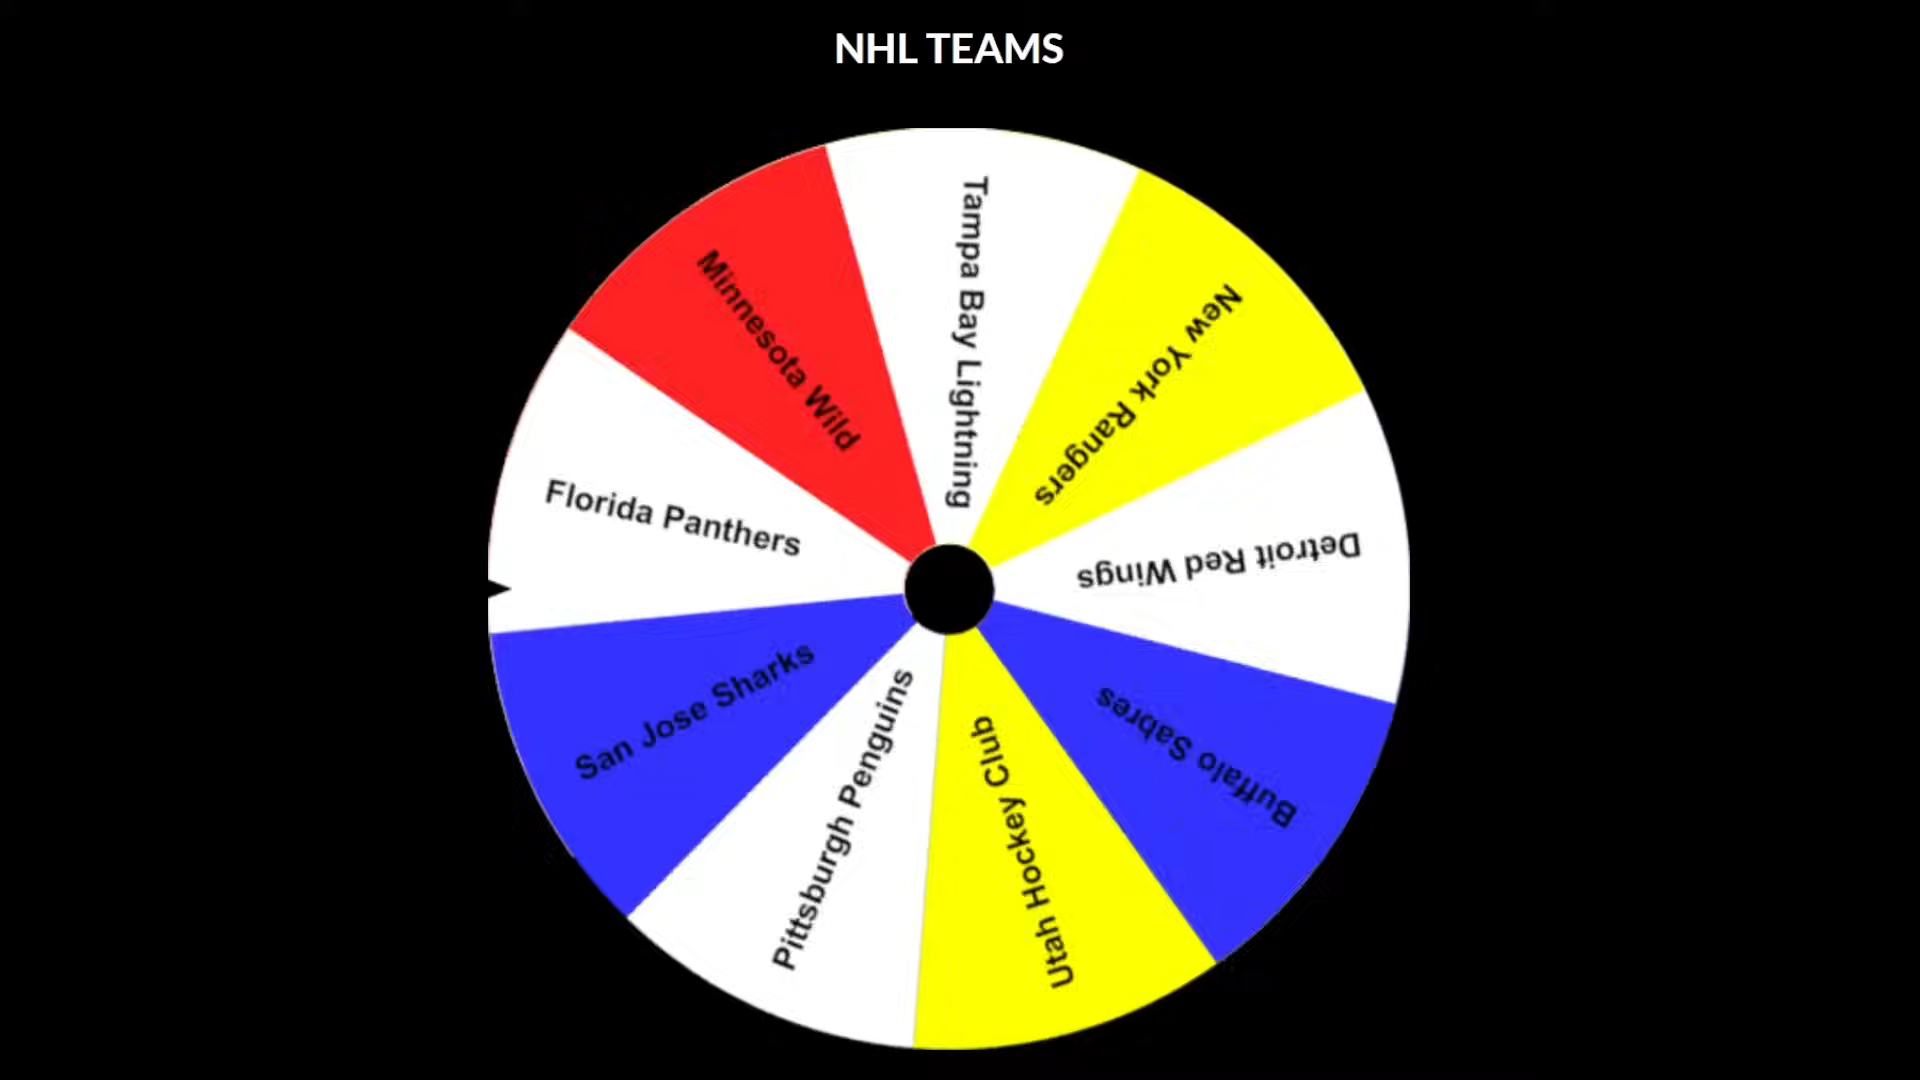 NHL TEAMS
Tampa Bay Lightning
New York Rangers
Detroit Red Wings
Buffalo Sabres
Utah Hockey Club
Pittsburgh Penguins
San Jose Sharks
Florida Panthers
Minnesota Wild